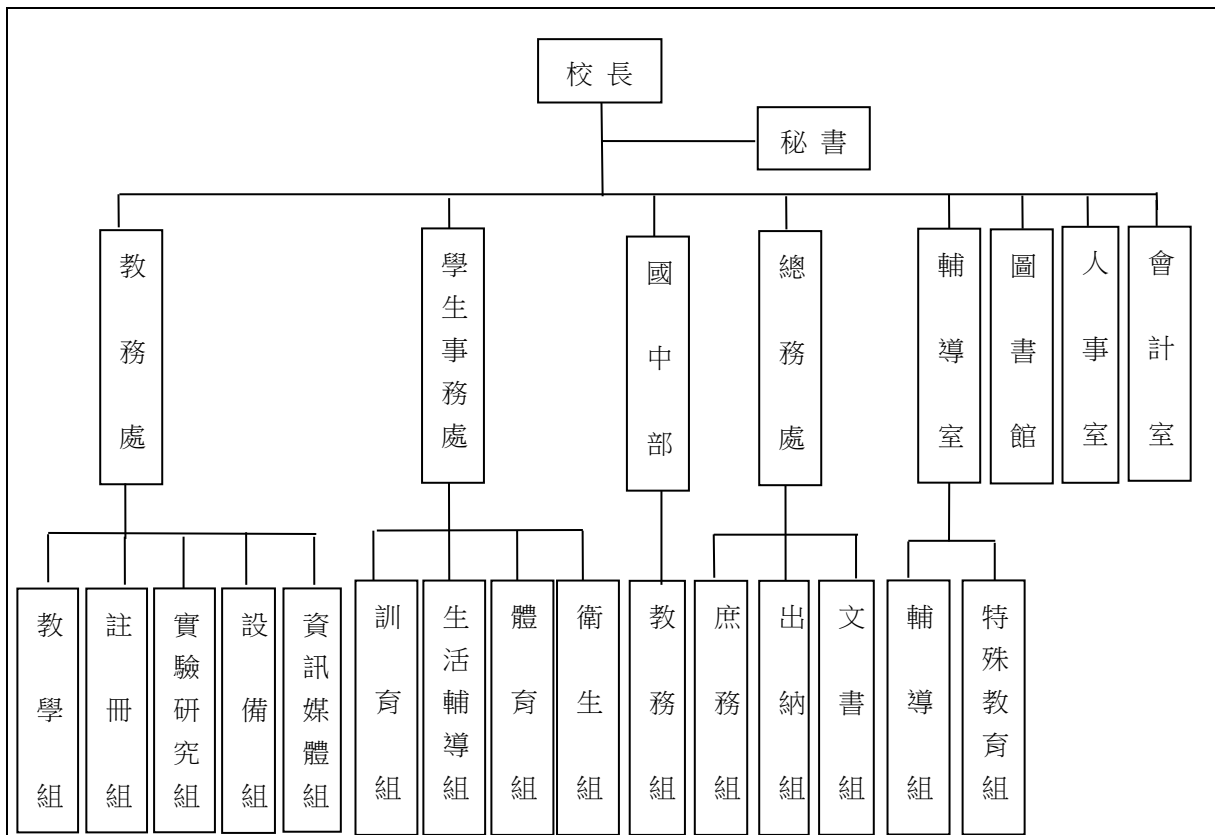 校長
秘書
教務處
學生事務處
國中部
總務處
輔導室
圖書館
人事室
會計室
教學組
註冊組
實驗研究組
設備組
資訊媒體組
訓育組
生活輔導組
體育組
衛生組
教務組
庶務組
出納組
文書組
輔導組
特殊教育組